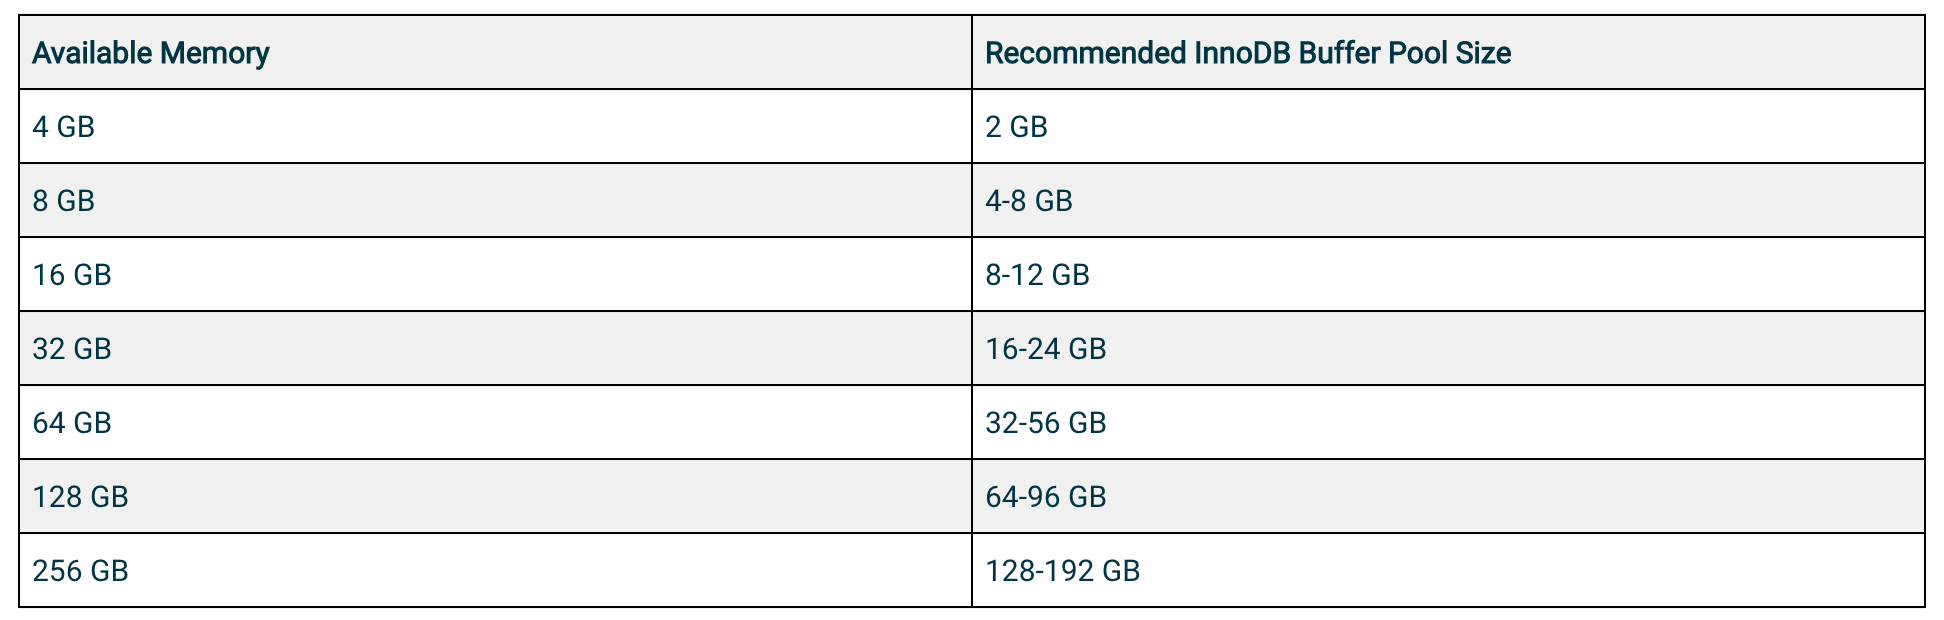 Available Memory Recommended InnoDB Buffer Pool Size
4 GB 2 GB
8 GB 4-8 GB
16 GB 8-12 GB
32 GB 16-24 GB
64 GB 32-56 GB
128 GB 64-96 GB
256 GB 128-192 GB